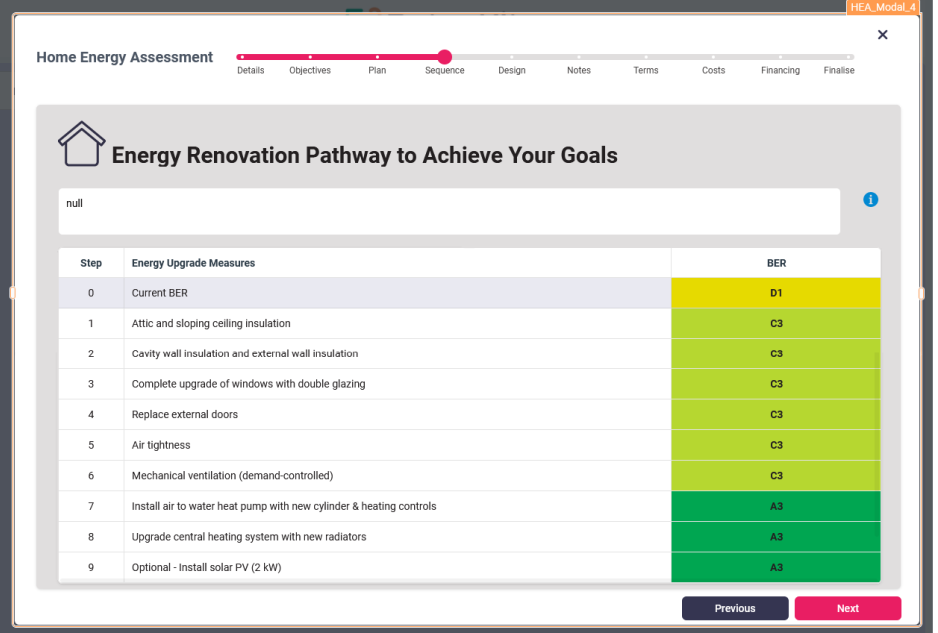 HEA_Modal_4
Home Energy Assessment
Details Objectives Plan Sequence Design Notes Terms Costs Financing Finalise
Energy Renovation Pathway to Achieve Your Goals
null
Step Energy Upgrade Measures BER
0 Current BER D1
1 Attic and sloping ceiling insulation C3
2 Cavity wall insulation and external wall insulation C3
3 Complete upgrade of windows with double glazing C3
4 Replace external doors C3
5 Air tightness C3
6 Mechanical ventilation (demand-controlled) C3
7 Install air to water heat pump with new cylinder & heating controls A3
8 Upgrade central heating system with new radiators A3
9 Optional - Install solar PV (2 kW) A3
Previous Next